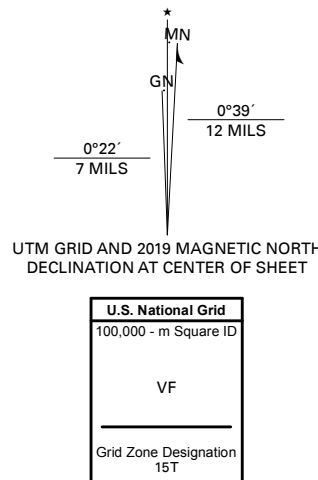 ★
MN
GN
0°39´
12 MILS
0°22´
7 MILS
UTM GRID AND 2019 MAGNETIC NORTH
DECLINATION AT CENTER OF SHEET
U.S. National Grid
100,000 - m Square ID
VF
Grid Zone Designation
15T